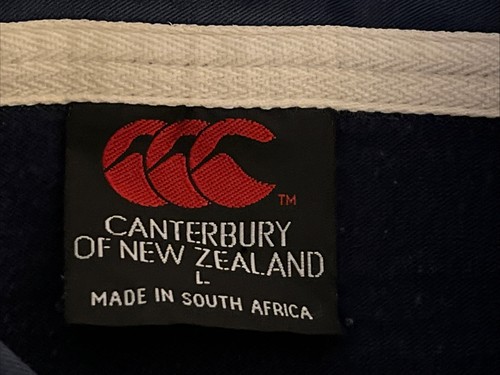 TM
CANTERBURY
OF NEW ZEALAND
L
MADE IN SOUTH AFRICA